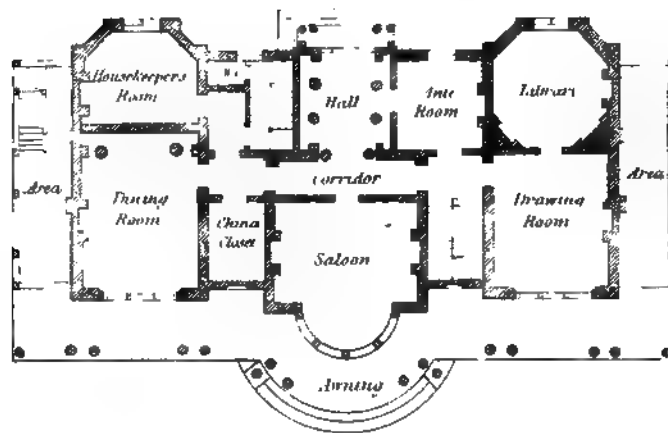 Housekeepers
Room
Hall
Ante
Room
Library
Area
Dining
Room
China
Closet
Corridor
Saloon
Drawing
Room
Area
Awning